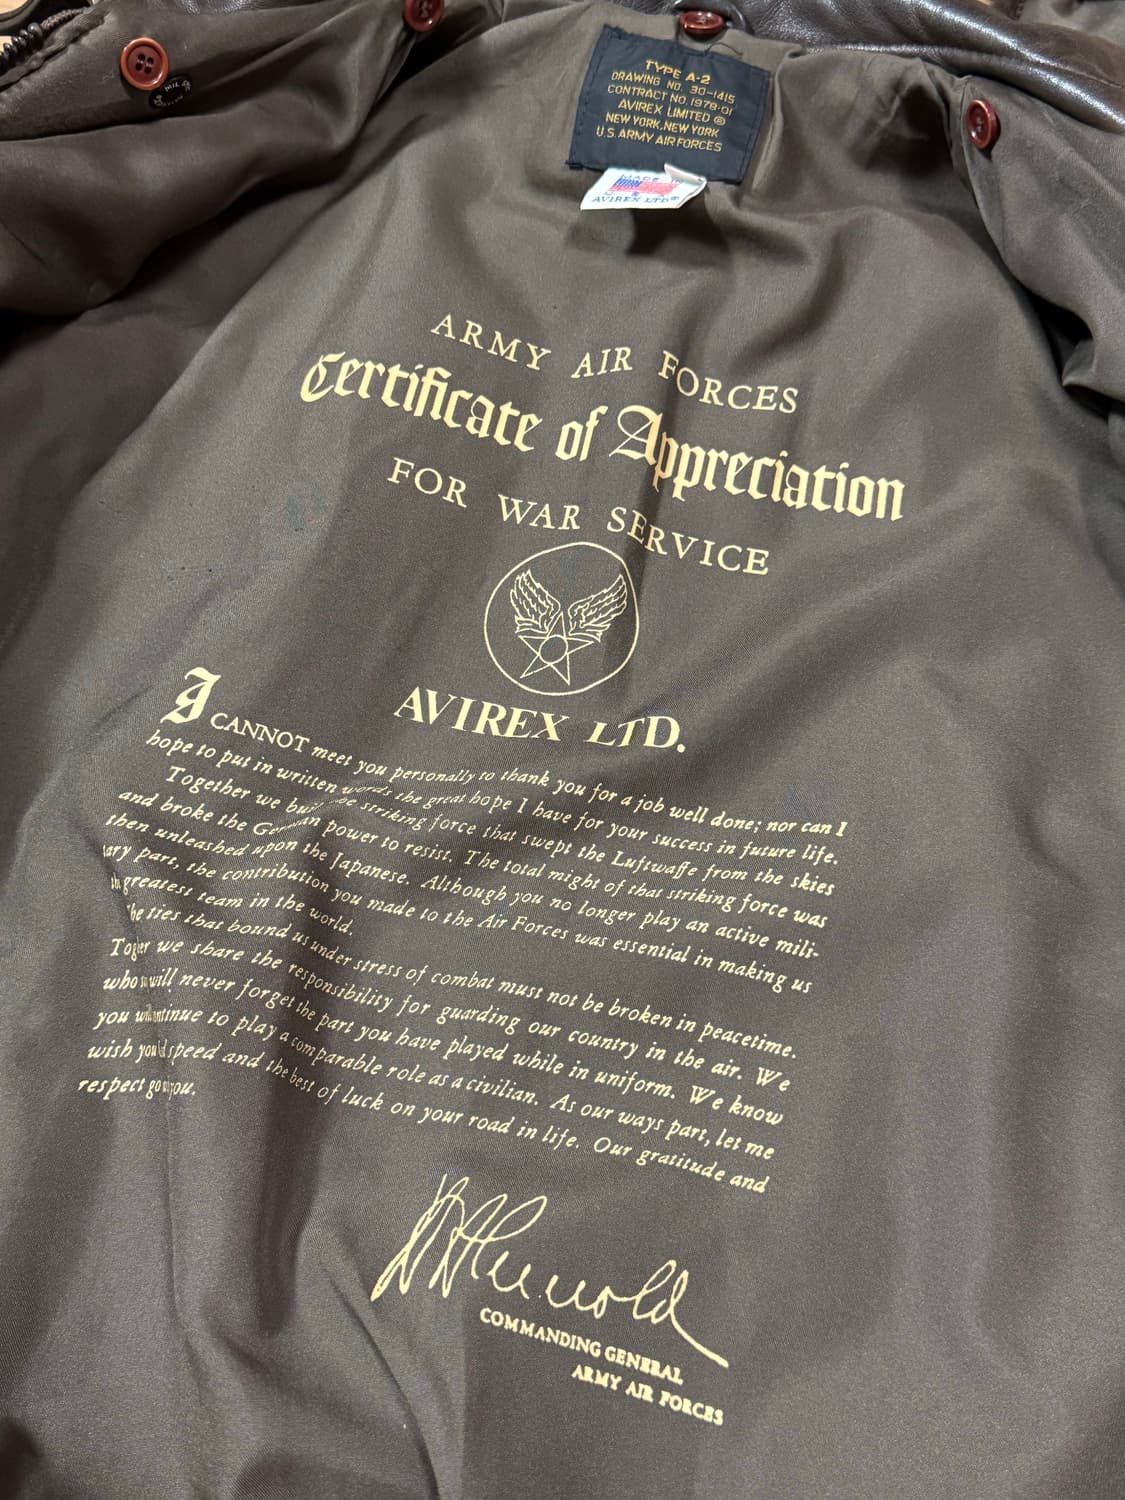 TYPE A-2
DRAWING NO. 30-1415
CONTRACT NO. 1978-01
AVIREX LIMITED ®
NEW YORK, NEW YORK
U.S. ARMY AIR FORCES
MADE IN
U S A
AVIREX LTD®
ARMY AIR FORCES
Certificate of Appreciation
FOR WAR SERVICE
AVIREX LTD.
I CANNOT meet you personally to thank you for a job well done; nor can I
hope to put in written words the great hope I have for your success in future life.
Together we built the striking force that swept the Luftwaffe from the skies
and broke the German power to resist. The total might of that striking force was
then unleashed upon the Japanese. Although you no longer play an active mili-
tary part, the contribution you made to the Air Forces was essential in making us
greatest team in the world.
The ties that bound us under stress of combat must not be broken in peacetime.
Together we share the responsibility for guarding our country in the air. We
who will never forget the part you have played while in uniform. We know
you will continue to play a comparable role as a civilian. As our ways part, let me
wish you speed and the best of luck on your road in life. Our gratitude and
respect go you.
H H Arnold
COMMANDING GENERAL
ARMY AIR FORCES